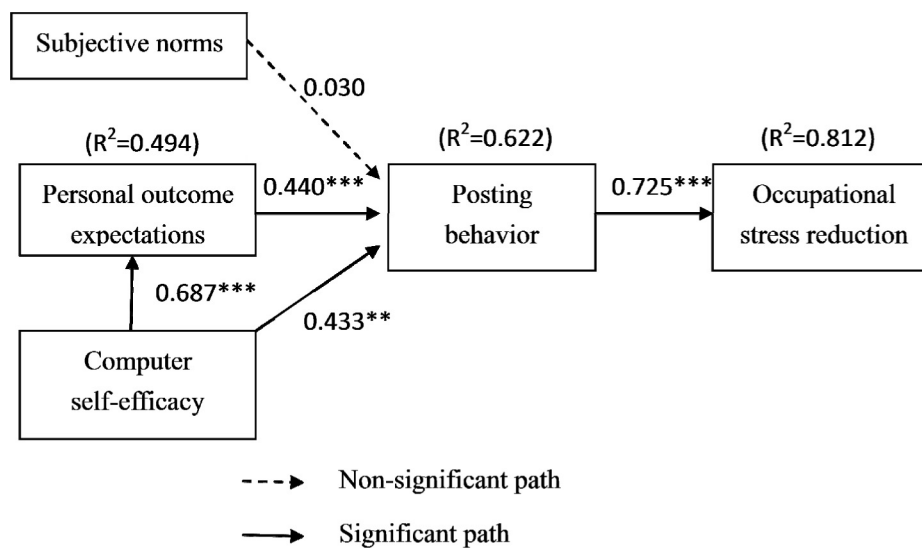 Subjective norms
0.030
(R²=0.494)
(R²=0.622)
(R²=0.812)
Personal outcome
expectations
0.440***
Posting
behavior
0.725***
Occupational
stress reduction
0.687***
0.433**
Computer
self-efficacy
Non-significant path
Significant path